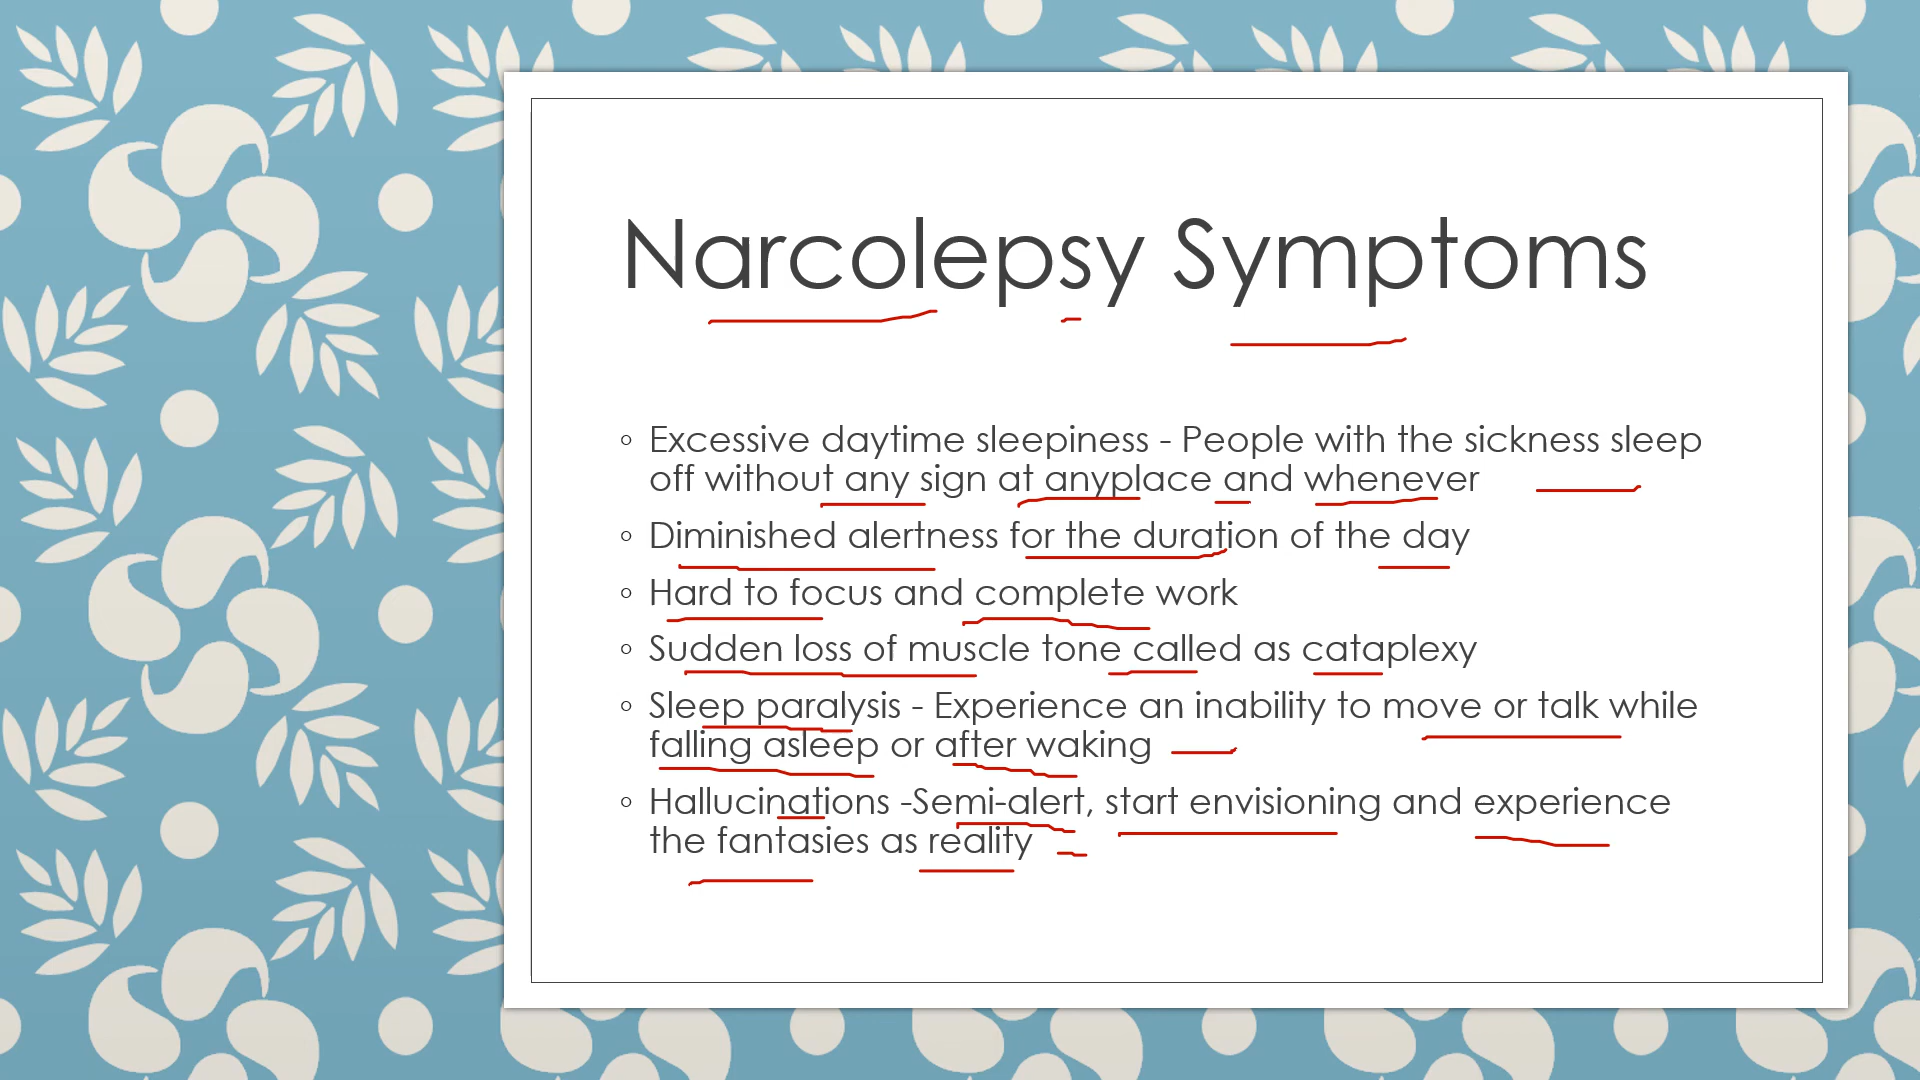 Narcolepsy Symptoms
◦ Excessive daytime sleepiness - People with the sickness sleep
off without any sign at anyplace and whenever
◦ Diminished alertness for the duration of the day
◦ Hard to focus and complete work
◦ Sudden loss of muscle tone called as cataplexy
◦ Sleep paralysis - Experience an inability to move or talk while
falling asleep or after waking
◦ Hallucinations -Semi-alert, start envisioning and experience
the fantasies as reality